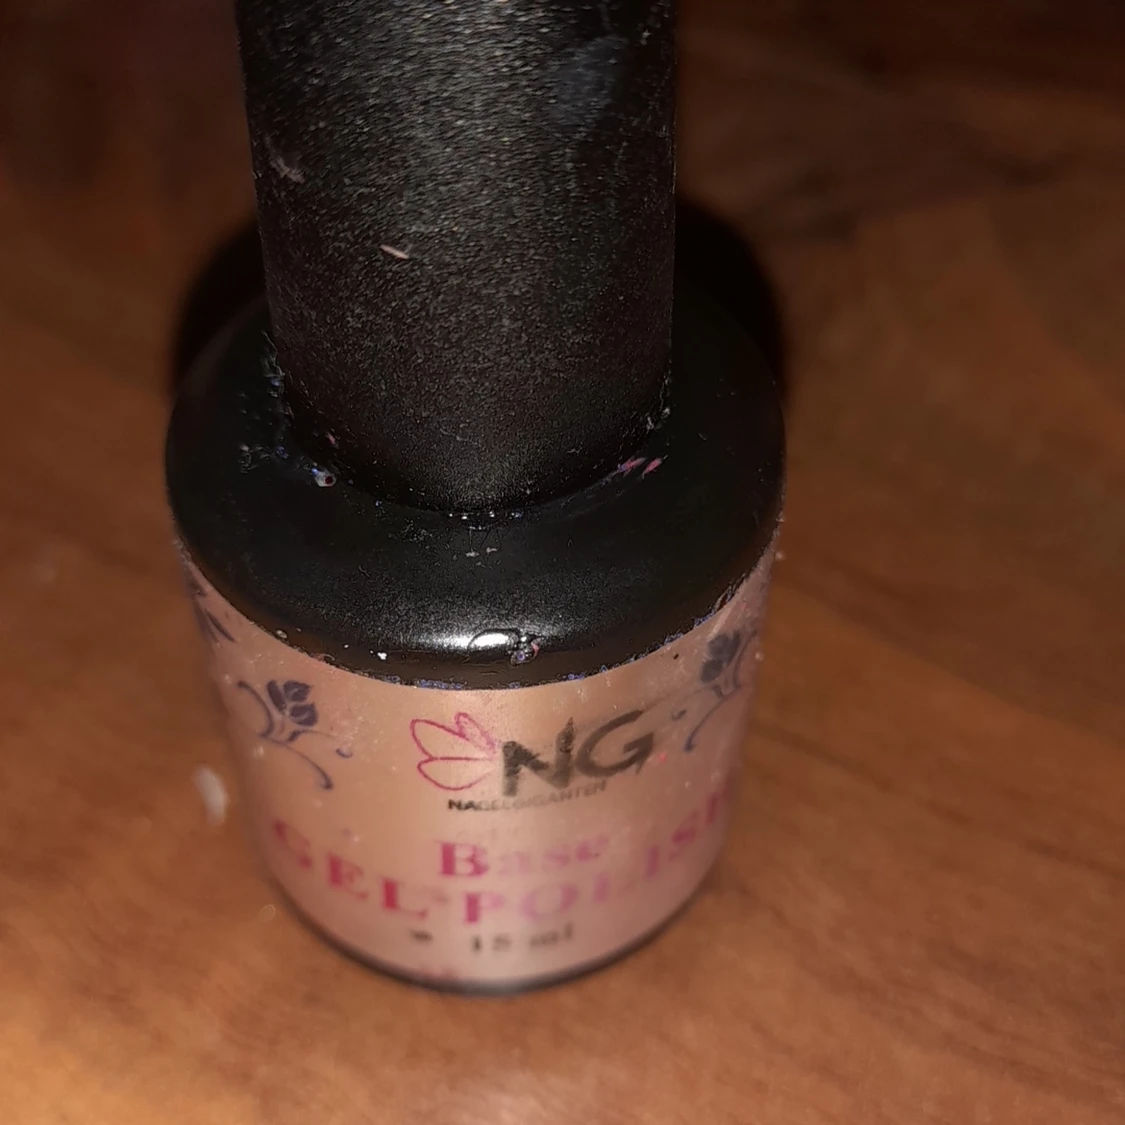 NG
NAGELGIGANTEN
Base
GEL POLISH
15 ml